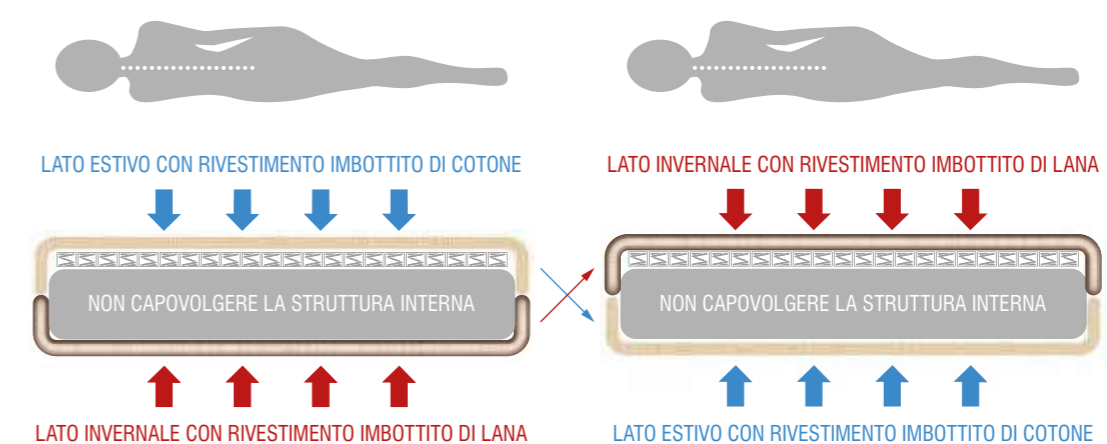 LATO ESTIVO CON RIVESTIMENTO IMBOTTITO DI COTONE
NON CAPOVOLGERE LA STRUTTURA INTERNA
LATO INVERNALE CON RIVESTIMENTO IMBOTTITO DI LANA
LATO INVERNALE CON RIVESTIMENTO IMBOTTITO DI LANA
NON CAPOVOLGERE LA STRUTTURA INTERNA
LATO ESTIVO CON RIVESTIMENTO IMBOTTITO DI COTONE